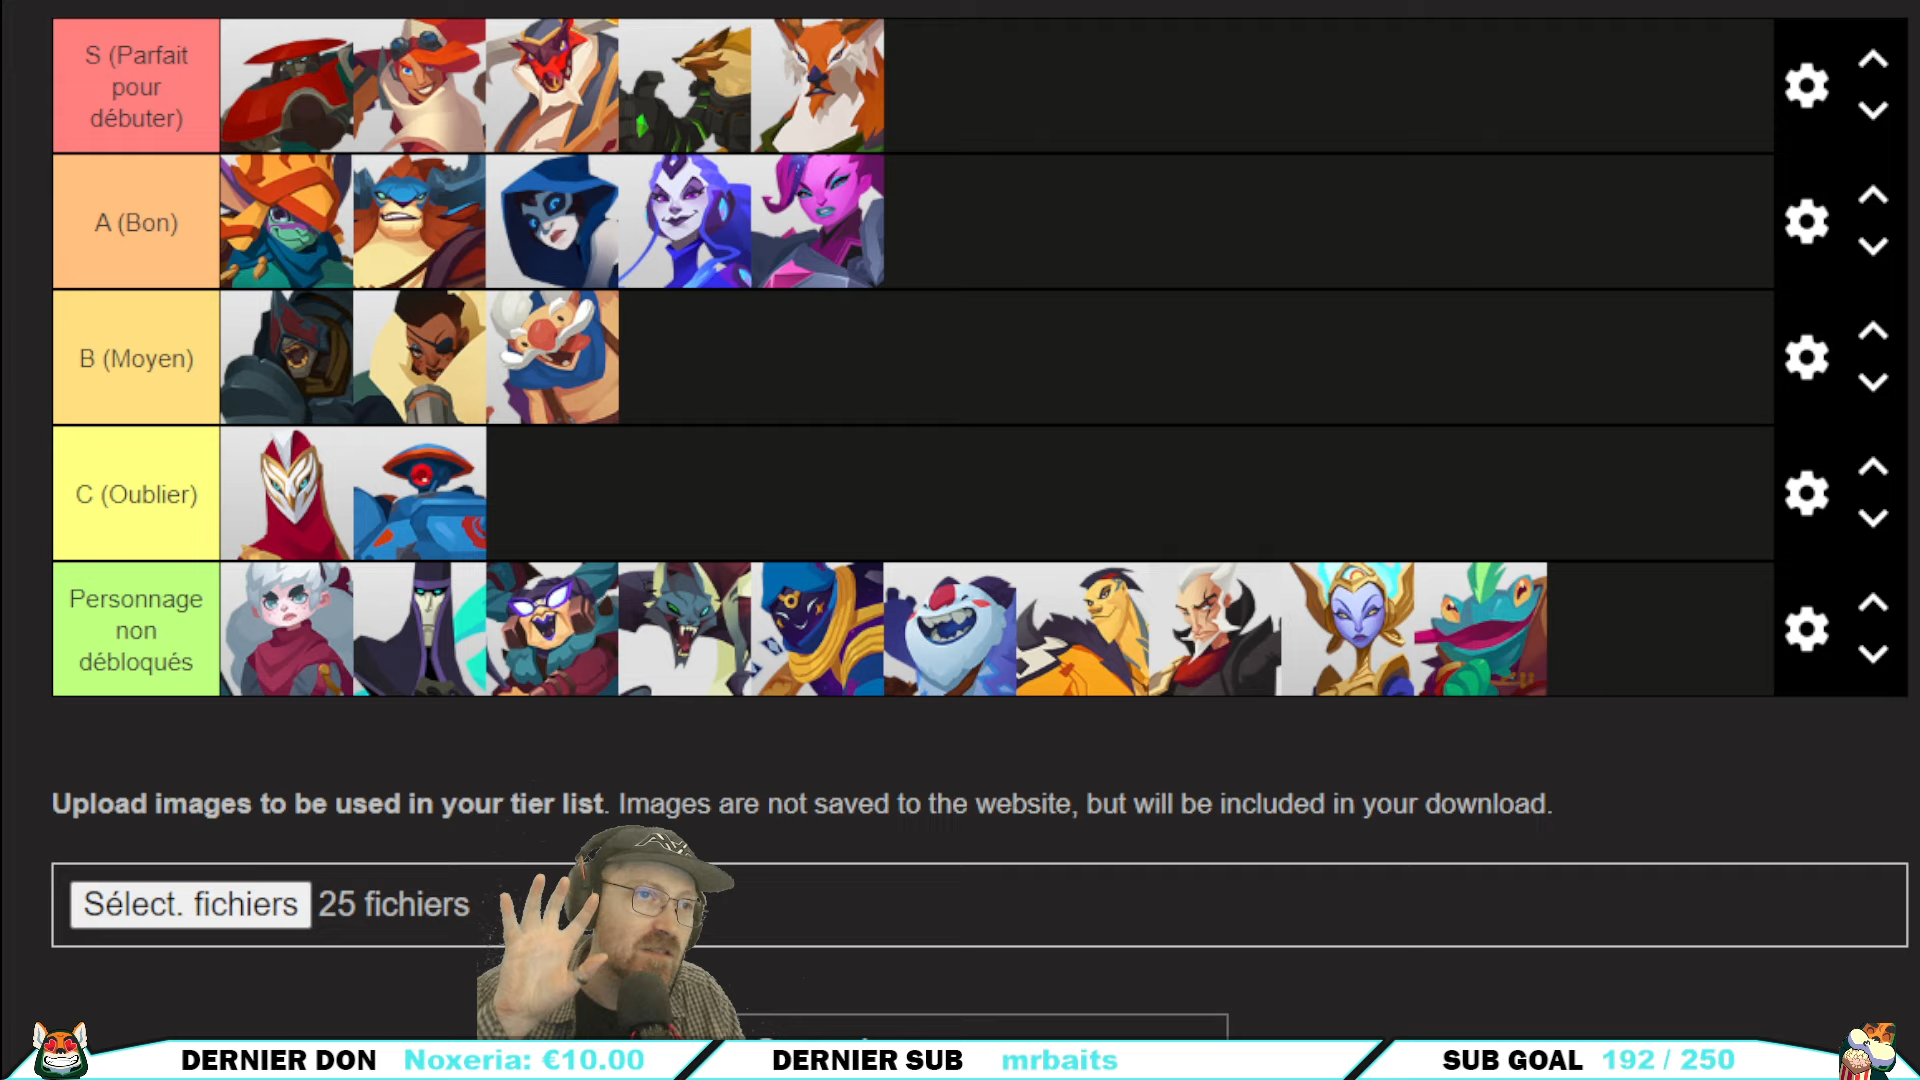 S (Parfait
pour
débuter)
A (Bon)
B (Moyen)
C (Oublier)
Personnage
non
débloqués
Upload images to be used in your tier list. Images are not saved to the website, but will be included in your download.
Sélect. fichiers 25 fichiers
DERNIER DON Noxeria: €10.00 DERNIER SUB mrbaits SUB GOAL 192 / 250